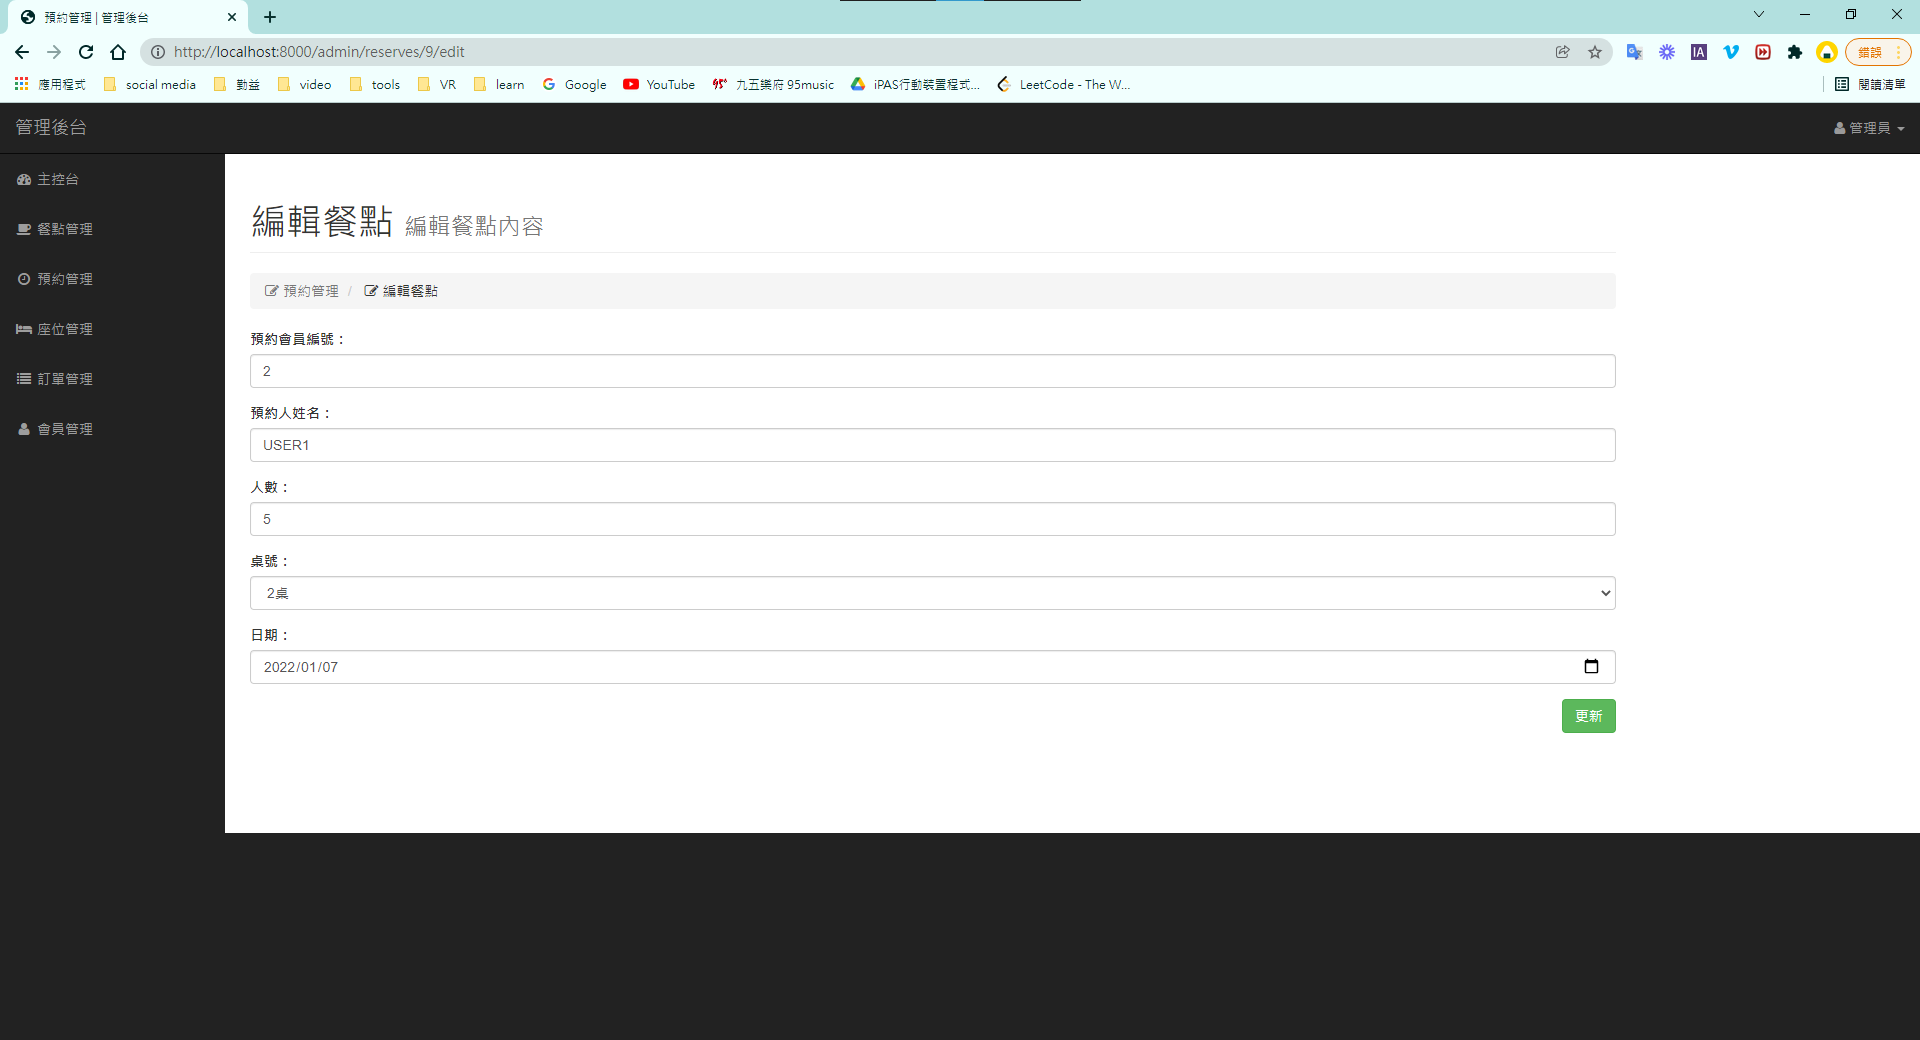 預約管理 | 管理後台
http://localhost:8000/admin/reserves/9/edit
錯誤
應用程式 social media 勤益 video tools VR learn Google YouTube 九五樂府 95music iPAS行動裝置程式... LeetCode - The W... 閱讀清單
管理後台
管理員
主控台
餐點管理
預約管理
座位管理
訂單管理
會員管理
編輯餐點 編輯餐點內容
預約管理 / 編輯餐點
預約會員編號：
2
預約人姓名：
USER1
人數：
5
桌號：
2桌
日期：
2022/01/07
更新